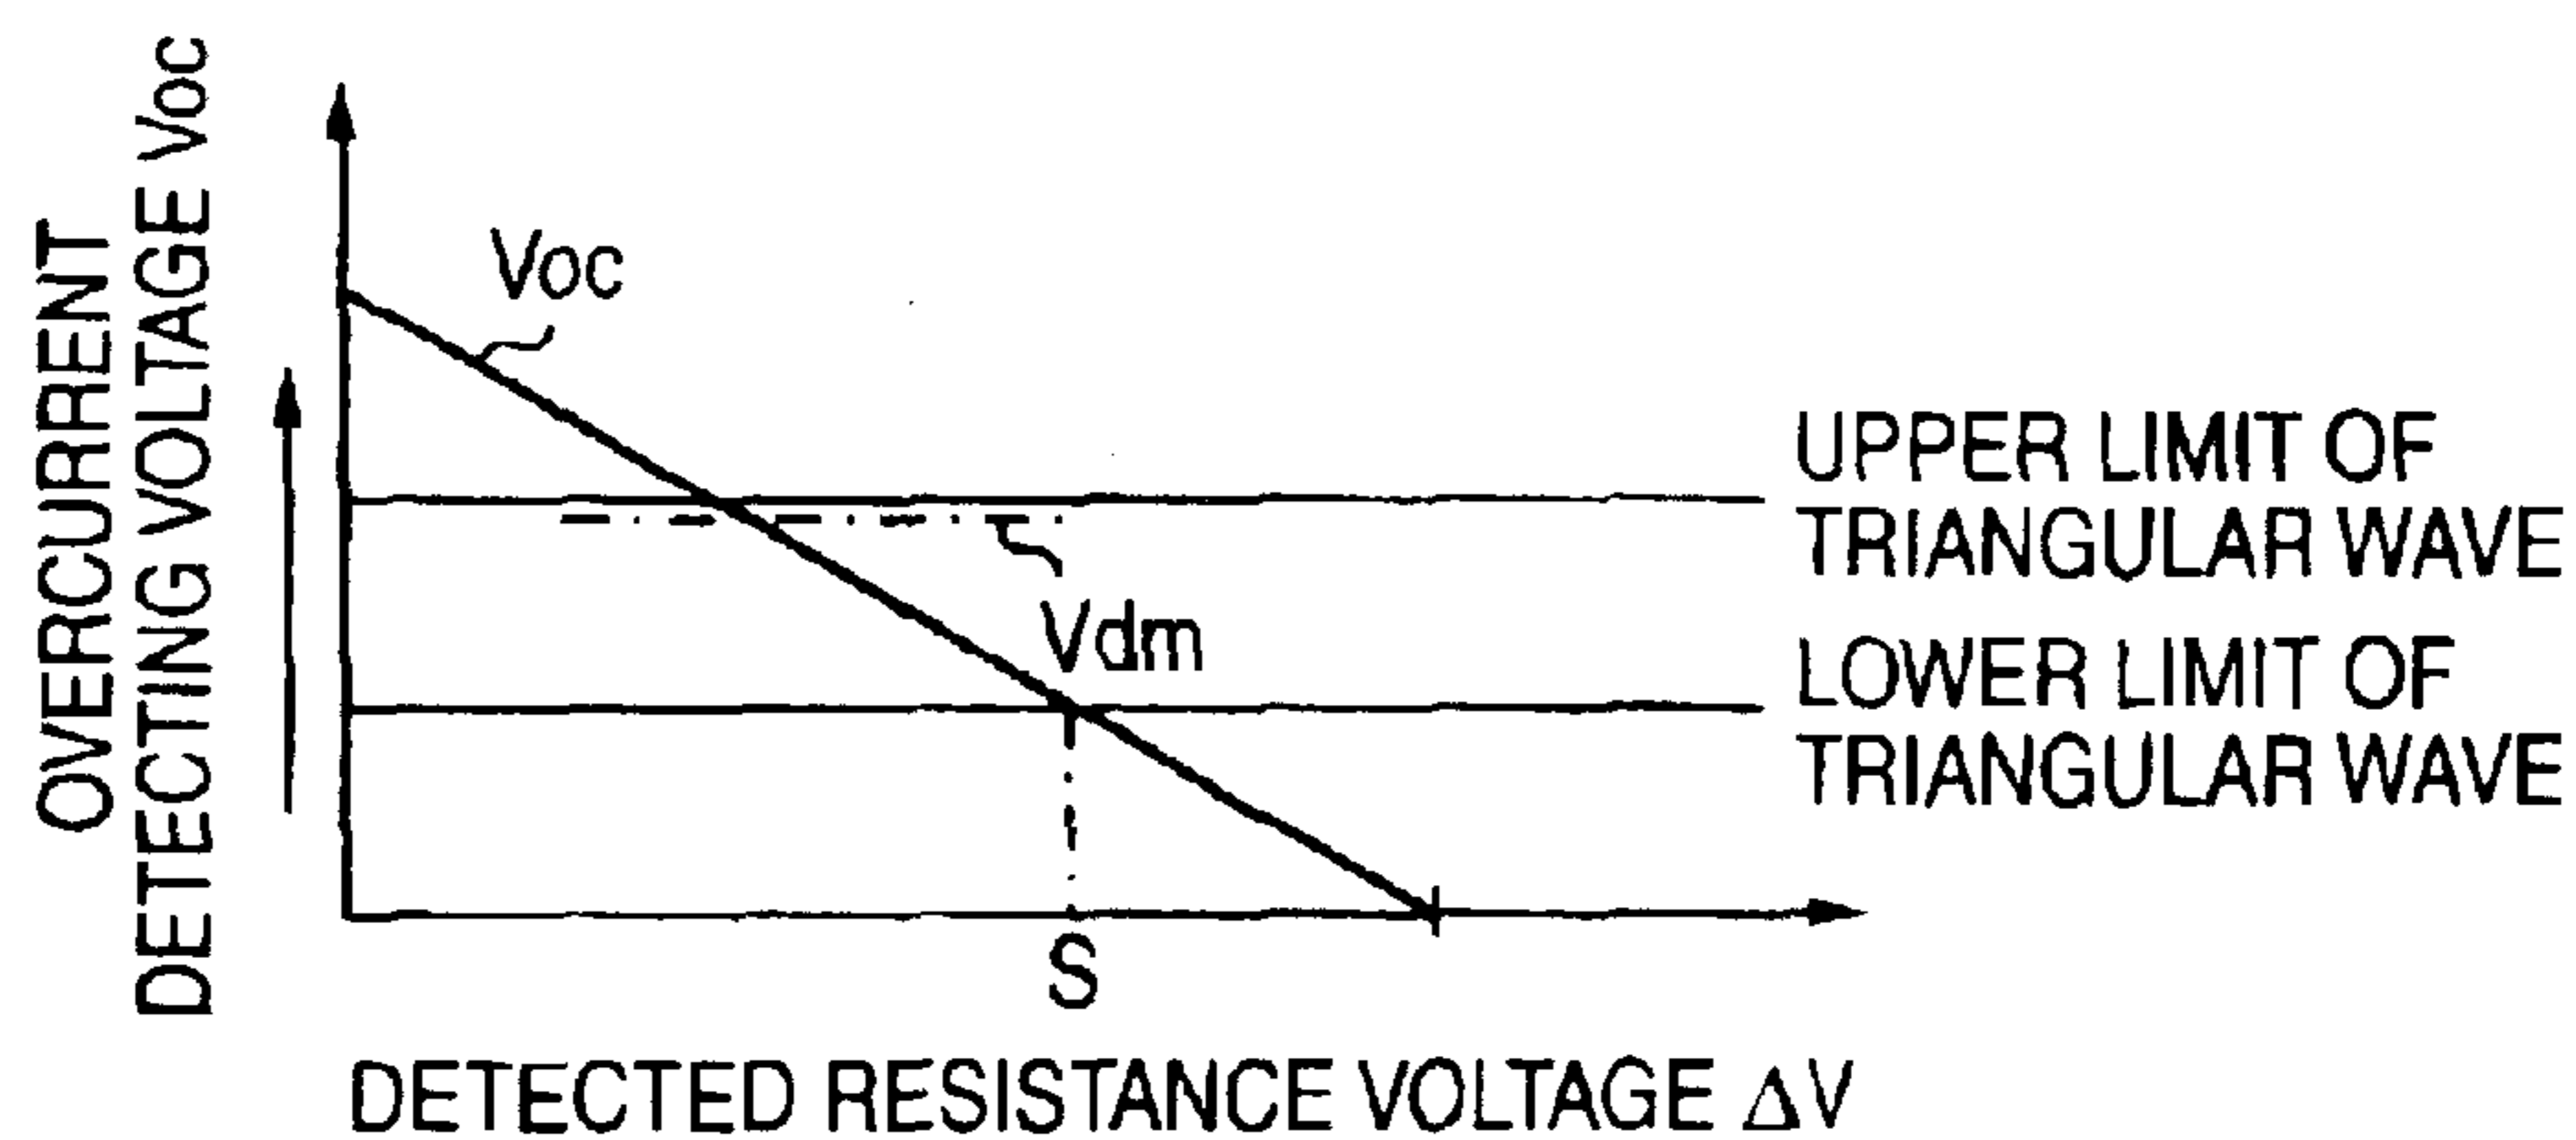 OVERCURRENT
DETECTING VOLTAGE Voc
Voc
UPPER LIMIT OF
TRIANGULAR WAVE
Vdm
LOWER LIMIT OF
TRIANGULAR WAVE
S
DETECTED RESISTANCE VOLTAGE ΔV